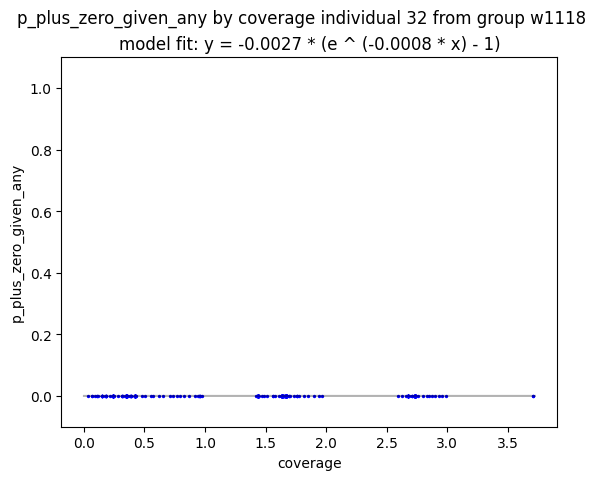 p_plus_zero_given_any by coverage individual 32 from group w1118
model fit: y = -0.0027 * (e ^ (-0.0008 * x) - 1)
1.0
0.8
0.6
0.4
0.2
0.0
p_plus_zero_given_any
0.0 0.5 1.0 1.5 2.0 2.5 3.0 3.5
coverage